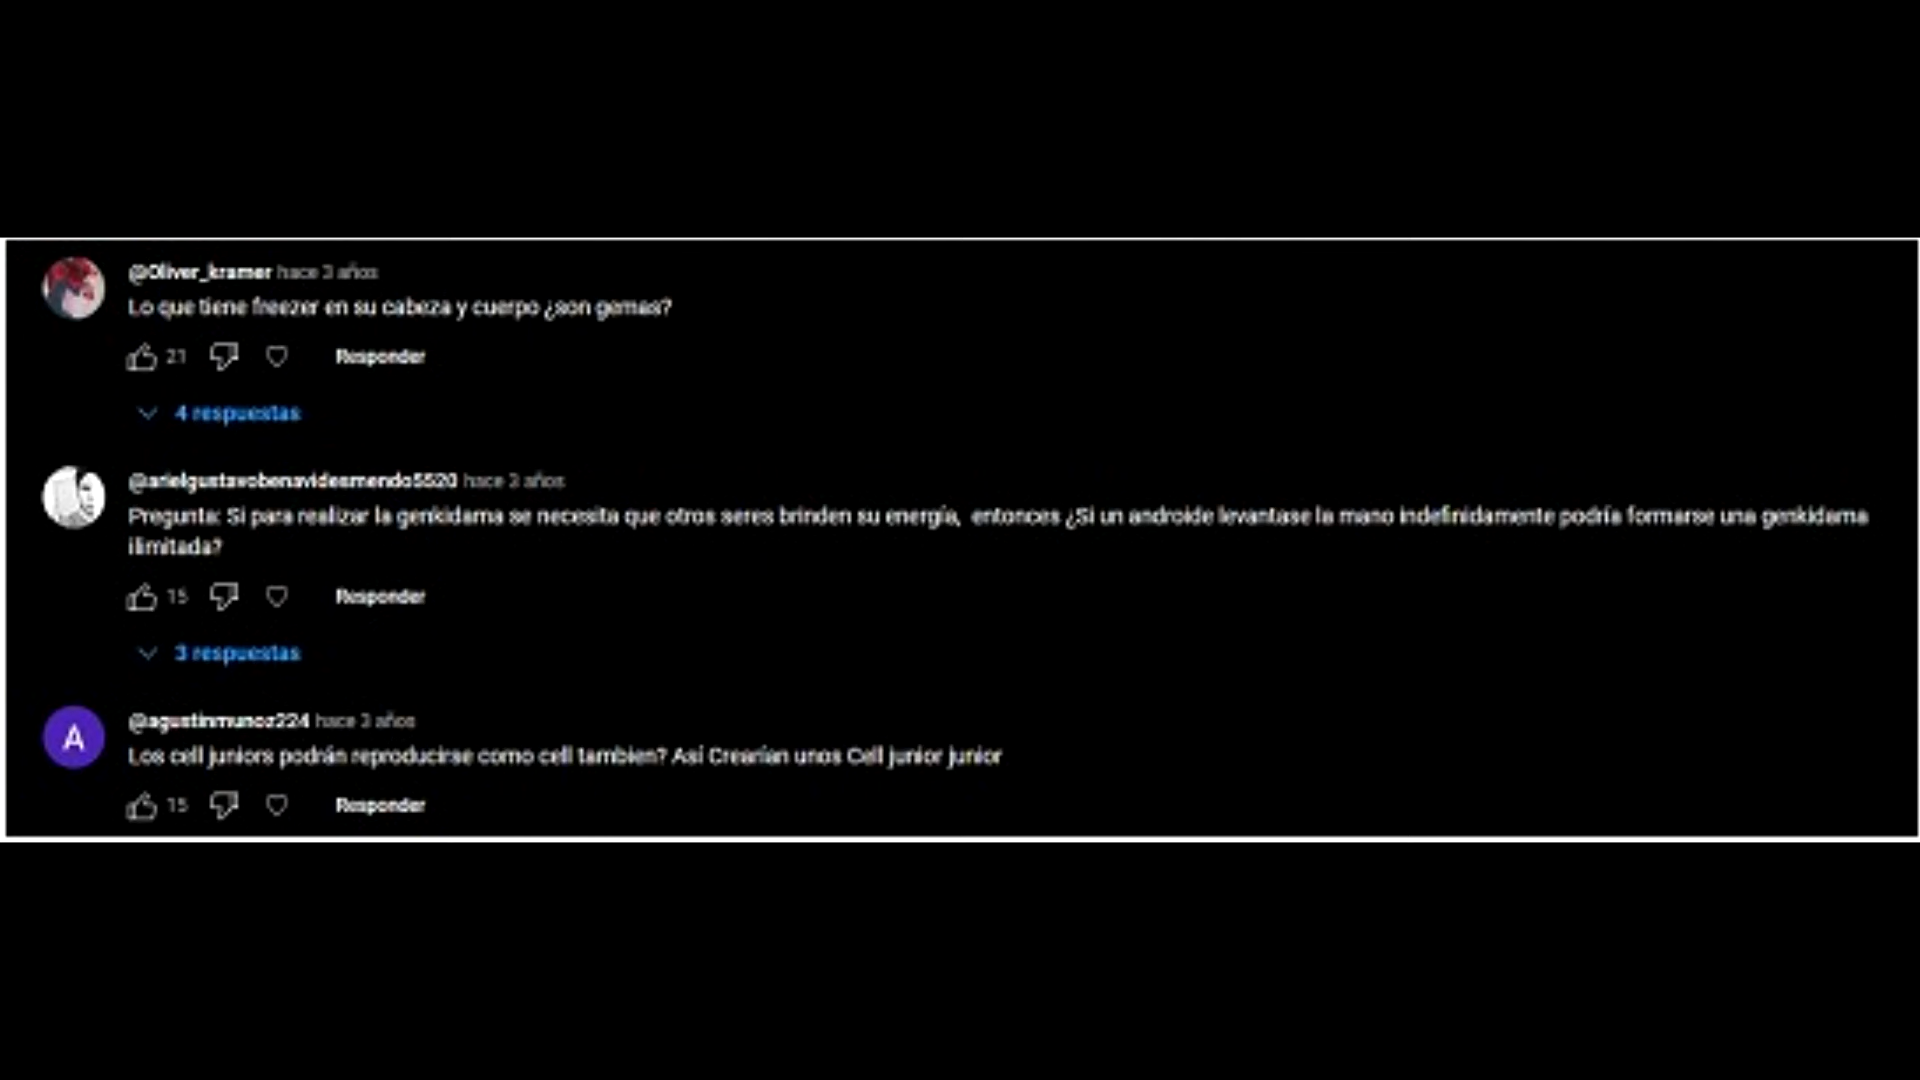 @Oliver_kramer hace 3 años
Lo que tiene freezer en su cabeza y cuerpo ¿son gemas?
21 Responder
4 respuestas
@arielgustavobenavidesmendo5520 hace 3 años
Pregunta: Si para realizar la genkidama se necesita que otros seres brinden su energía, entonces ¿Si un androide levantase la mano indefinidamente podría formarse una genkidama
ilimitada?
15 Responder
3 respuestas
A
@agustinmunoz224 hace 3 años
Los cell juniors podrán reproducirse como cell tambien? Así Crearían unos Cell junior junior
15 Responder